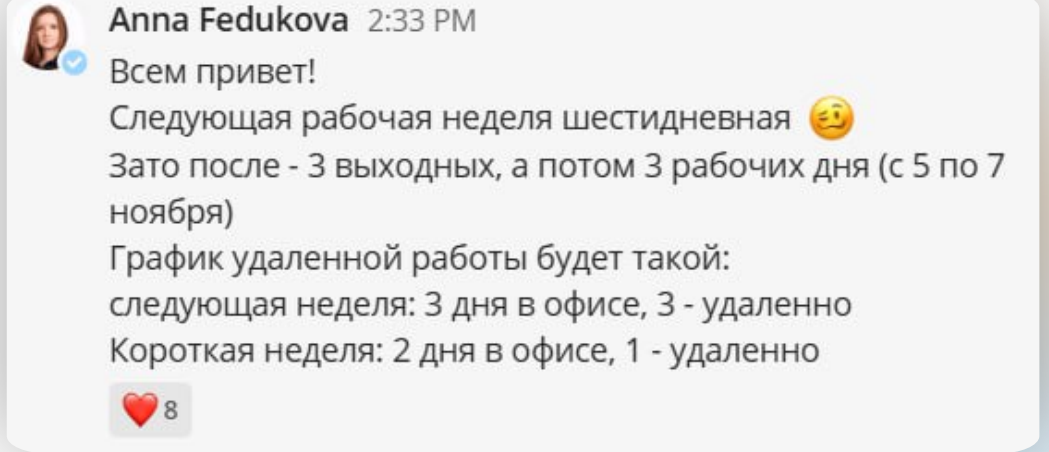 Anna Fedukova 2:33 PM
Всем привет!
Следующая рабочая неделя шестидневная 🥴
Зато после - 3 выходных, а потом 3 рабочих дня (с 5 по 7
ноября)
График удаленной работы будет такой:
следующая неделя: 3 дня в офисе, 3 - удаленно
Короткая неделя: 2 дня в офисе, 1 - удаленно
❤️ 8